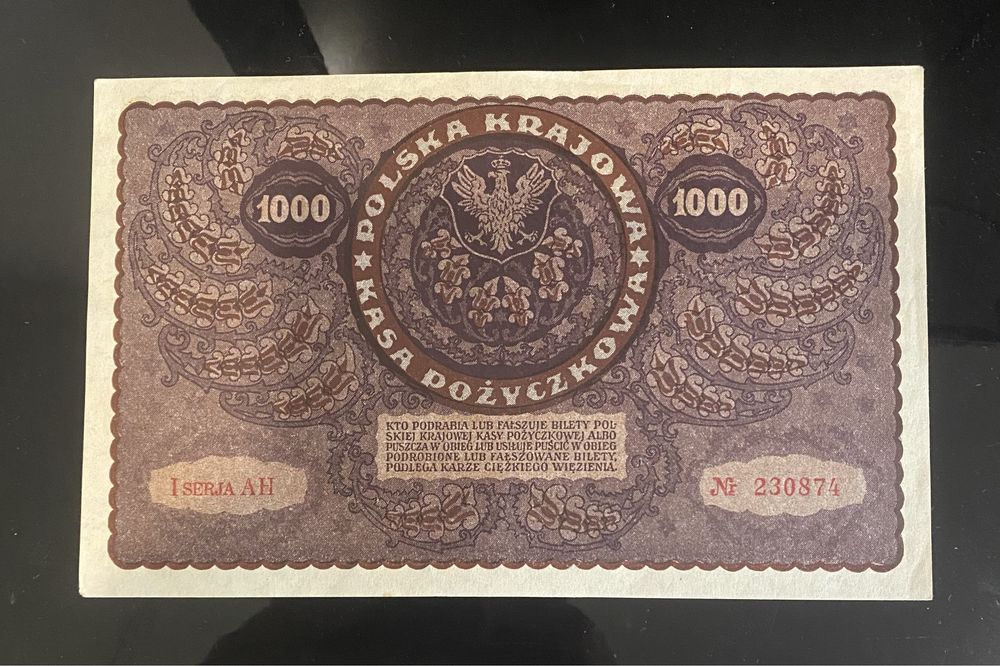 ★ POLSKA KRAJOWA ★
KASA POŻYCZKOWA
1000
1000
KTO PODRABIA LUB FAŁSZUJE BILETY POL-
SKIEJ KRAJOWEJ KASY POŻYCZKOWEJ ALBO
PUSZCZA W OBIEG LUB USIŁUJE PUŚCIĆ W OBIEG
PODROBIONE LUB FAŁSZOWANE BILETY,
PODLEGA KARZE CIĘŻKIEGO WIĘZIENIA.
I SERJA AH
Nr 230874